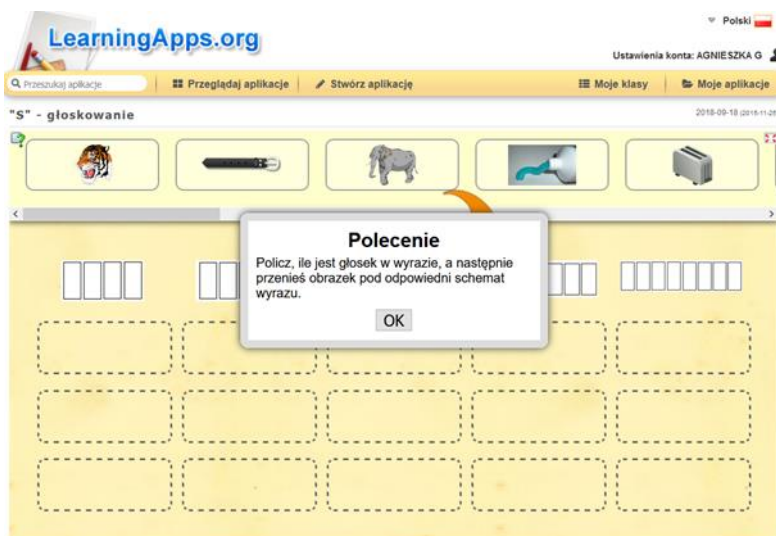 LearningApps.org
Polski
Ustawienia konta: AGNIESZKA G
Przeszukaj aplikacje
Przeglądaj aplikacje
Stwórz aplikację
Moje klasy
Moje aplikacje
"S" - głoskowanie
2018-09-18
Polecenie
Policz, ile jest głosek w wyrazie, a następnie
przenieś obrazek pod odpowiedni schemat
wyrazu.
OK